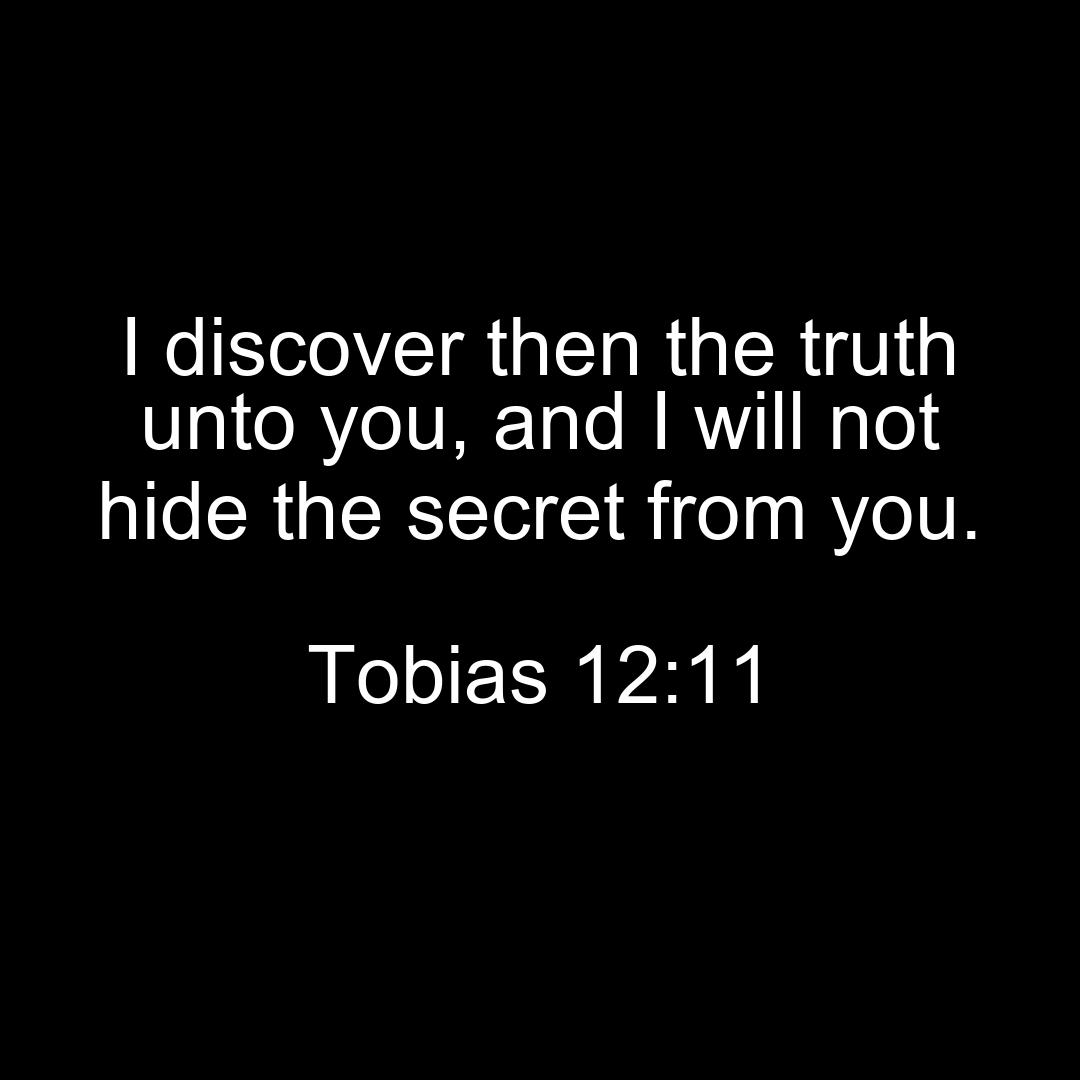 I discover then the truth
unto you, and I will not
hide the secret from you.
Tobias 12:11